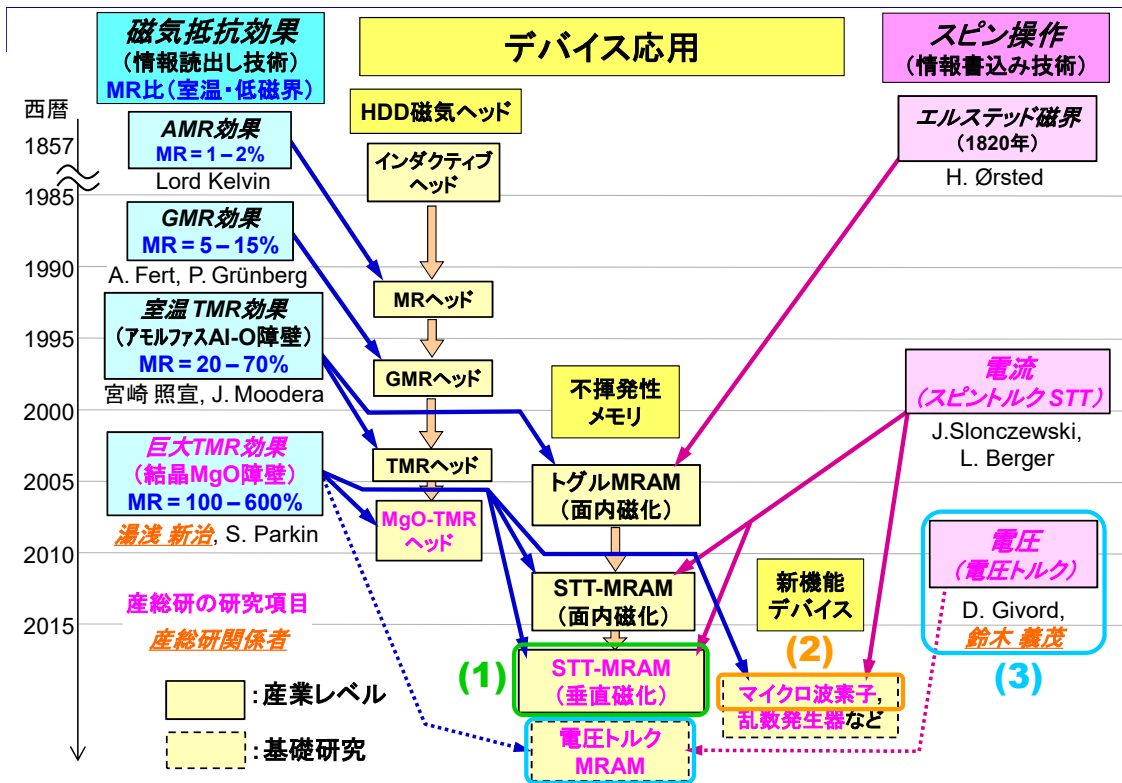 磁気抵抗効果
(情報読出し技術)
MR比(室温・低磁界)
デバイス応用
スピン操作
(情報書込み技術)
西暦
1857
1985
1990
1995
2000
2005
2010
2015
AMR効果
MR = 1 – 2%
Lord Kelvin
GMR効果
MR = 5 – 15%
A. Fert, P. Grünberg
室温 TMR効果
(アモルファスAl-O障壁)
MR = 20 – 70%
宮崎 照宣, J. Moodera
巨大TMR効果
(結晶MgO障壁)
MR = 100 – 600%
湯浅 新治, S. Parkin
産総研の研究項目
産総研関係者
:産業レベル
:基礎研究
HDD磁気ヘッド
インダクティブ
ヘッド
MRヘッド
GMRヘッド
TMRヘッド
MgO-TMR
ヘッド
不揮発性
メモリ
トグルMRAM
(面内磁化)
STT-MRAM
(面内磁化)
(1)
STT-MRAM
(垂直磁化)
電圧トルク
MRAM
新機能
デバイス
(2)
マイクロ波素子,
乱数発生器など
エルステッド磁界
(1820年)
H. Ørsted
電流
(スピントルク STT)
J.Slonczewski,
L. Berger
電圧
(電圧トルク)
D. Givord,
鈴木 義茂
(3)